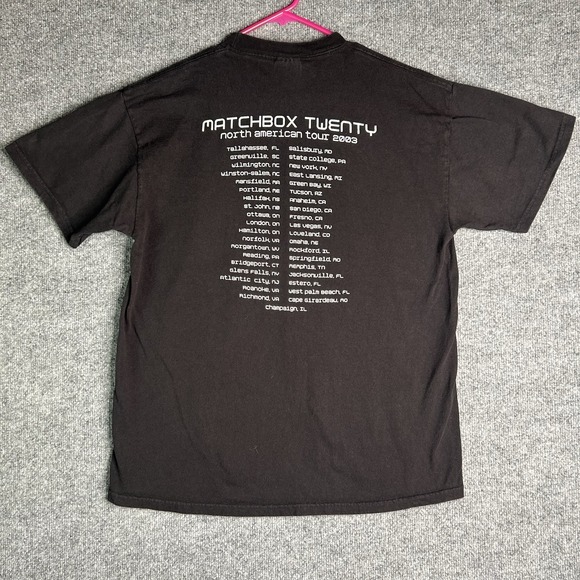 MATCHBOX TWENTY
north american tour 2003
Tallahassee, FL
Greenville, SC
Wilmington, NC
Winston-Salem, NC
Mansfield, MA
Portland, ME
Halifax, NS
St. John, NB
Ottawa, ON
London, ON
Hamilton, ON
Norfolk, VA
Morgantown, WV
Reading, PA
Bridgeport, CT
Glens Falls, NY
Atlantic City, NJ
Roanoke, VA
Richmond, VA
Salisbury, MD
State College, PA
New York, NY
East Lansing, MI
Green Bay, WI
Tucson, AZ
Anaheim, CA
San Diego, CA
Fresno, CA
Las Vegas, NV
Loveland, CO
Omaha, NE
Rockford, IL
Springfield, MO
Memphis, TN
Jacksonville, FL
Estero, FL
West Palm Beach, FL
Cape Girardeau, MO
Champaign, IL